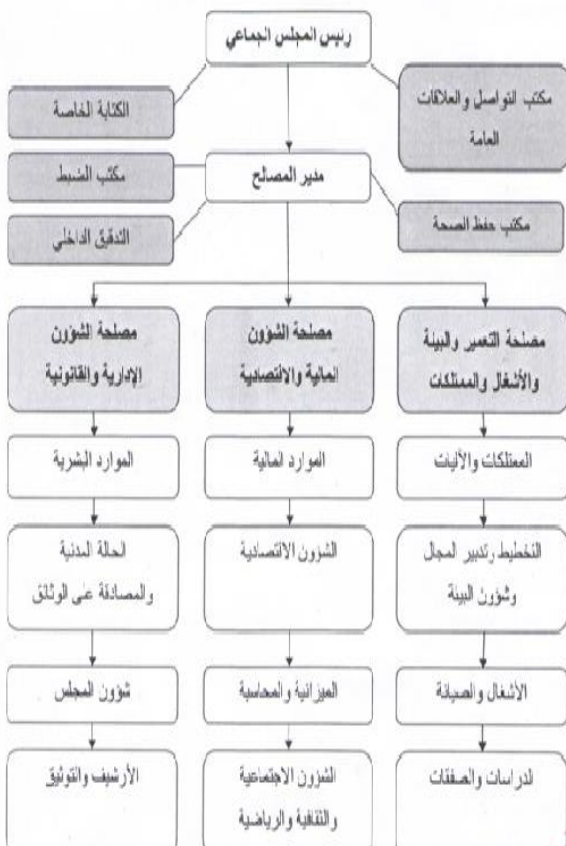 رئيس المجلس الجماعي
مكتب التواصل والعلاقات
العامة
الكتابة الخاصة
مدير المصالح
مكتب الضبط
مكتب حفظ الصحة
التدقيق الداخلي
مصلحة التعمير والبيئة
والأشغال والممتلكات
مصلحة الشؤون
المالية والاقتصادية
مصلحة الشؤون
الإدارية والقانونية
الممتلكات والآليات
الموارد المالية
الموارد البشرية
التخطيط وتدبير المجال
وشؤون البيئة
الشؤون الاقتصادية
الحالة المدنية
والمصادقة على الوثائق
الأشغال والصيانة
الميزانية والمحاسبة
شؤون المجلس
الدراسات والصفقات
الشؤون الاجتماعية
والثقافية والرياضية
الأرشيف والتوثيق